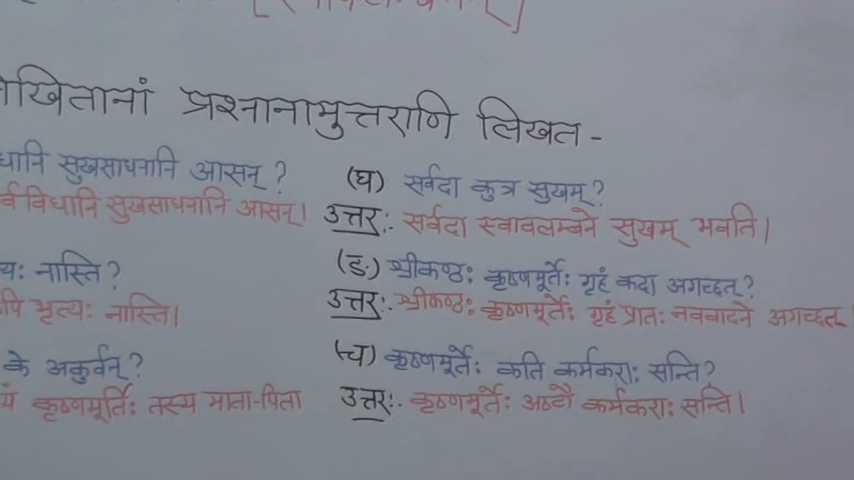 प्रश्नानामुत्तराणि लिखत -
सुखसाधनानि आसन् ?
सुखसाधनानि आसन्।
नास्ति ?
भृत्यः नास्ति।
के अकुर्वन् ?
कृष्णमूर्तिः तस्य माता-पिता
(घ) सर्वदा कुत्र सुखम् ?
उत्तर: सर्वदा स्वावलम्बने सुखम् भवति।
(ङ) श्रीकण्ठः कृष्णमूर्तेः गृहं कदा अगच्छत् ?
उत्तर: श्रीकण्ठः कृष्णमूर्तेः गृहं प्रातः नववादने अगच्छत्
(च) कृष्णमूर्तेः कति कर्मकराः सन्ति ?
उत्तर: कृष्णमूर्तेः अष्टौ कर्मकराः सन्ति।